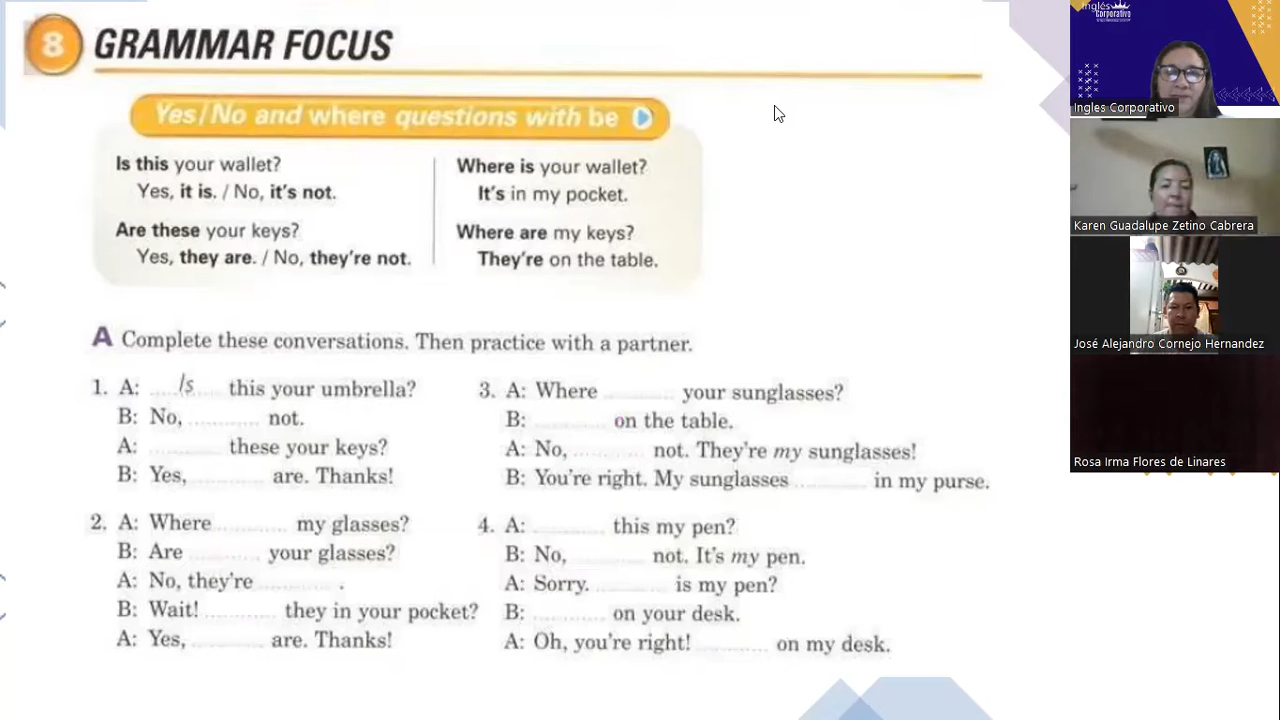 8 GRAMMAR FOCUS
Yes/No and where questions with be
Is this your wallet?
Yes, it is. / No, it's not.
Are these your keys?
Yes, they are. / No, they're not.
Where is your wallet?
It's in my pocket.
Where are my keys?
They're on the table.
A Complete these conversations. Then practice with a partner.
1. A: Is this your umbrella?
B: No, ............ not.
A: ............ these your keys?
B: Yes, ............ are. Thanks!
2. A: Where ............ my glasses?
B: Are ............ your glasses?
A: No, they're ............ .
B: Wait! ............ they in your pocket?
A: Yes, ............ are. Thanks!
3. A: Where ............ your sunglasses?
B: ............ on the table.
A: No, ............ not. They're my sunglasses!
B: You're right. My sunglasses ............ in my purse.
4. A: ............ this my pen?
B: No, ............ not. It's my pen.
A: Sorry. ............ is my pen?
B: ............ on your desk.
A: Oh, you're right! ............ on my desk.
Inglés
Corporativo
Ingles Corporativo
Karen Guadalupe Zetino Cabrera
José Alejandro Cornejo Hernandez
Rosa Irma Flores de Linares